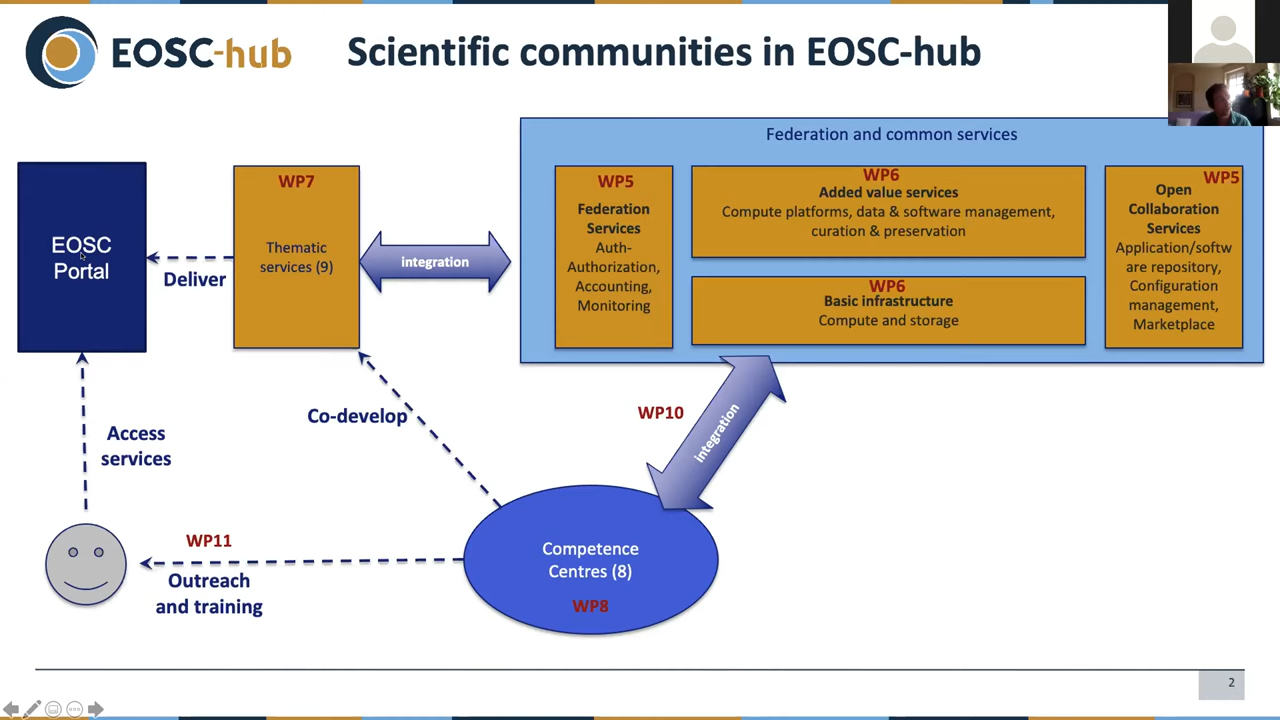 EOSC-hub
Scientific communities in EOSC-hub
Federation and common services
EOSC
Portal
Deliver
WP7
Thematic
services (9)
integration
WP5
Federation
Services
Auth-
Authorization,
Accounting,
Monitoring
WP6
Added value services
Compute platforms, data & software management,
curation & preservation
WP6
Basic infrastructure
Compute and storage
WP5
Open
Collaboration
Services
Application/softw
are repository,
Configuration
management,
Marketplace
Access
services
Co-develop
WP10
integration
WP11
Outreach
and training
Competence
Centres (8)
WP8
2